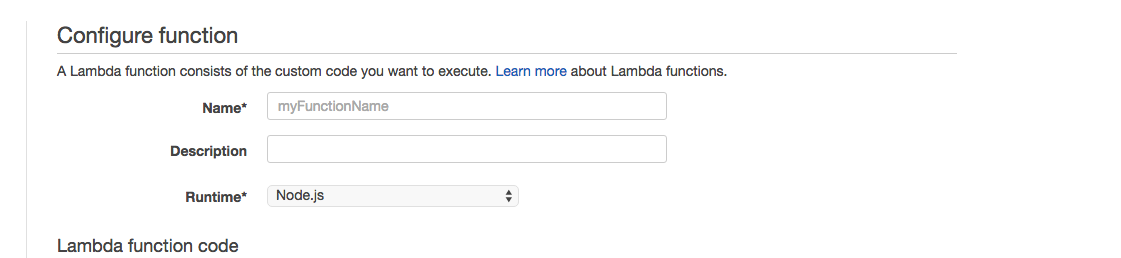 Configure function
A Lambda function consists of the custom code you want to execute. Learn more about Lambda functions.
Name* myFunctionName
Description
Runtime* Node.js
Lambda function code